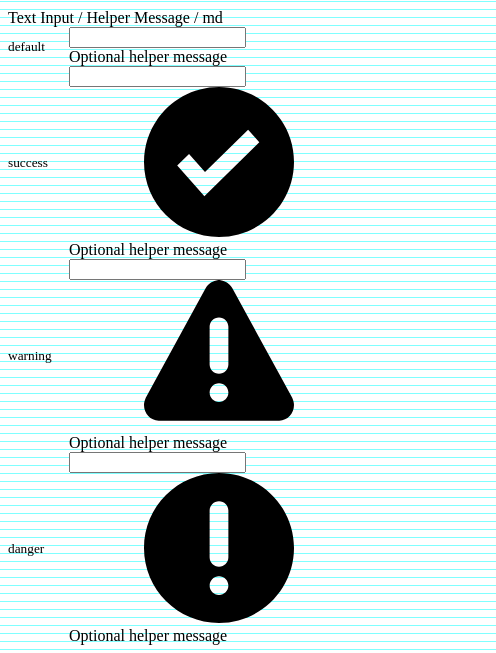 Text Input / Helper Message / md
default
Optional helper message
success
Optional helper message
warning
Optional helper message
danger
Optional helper message